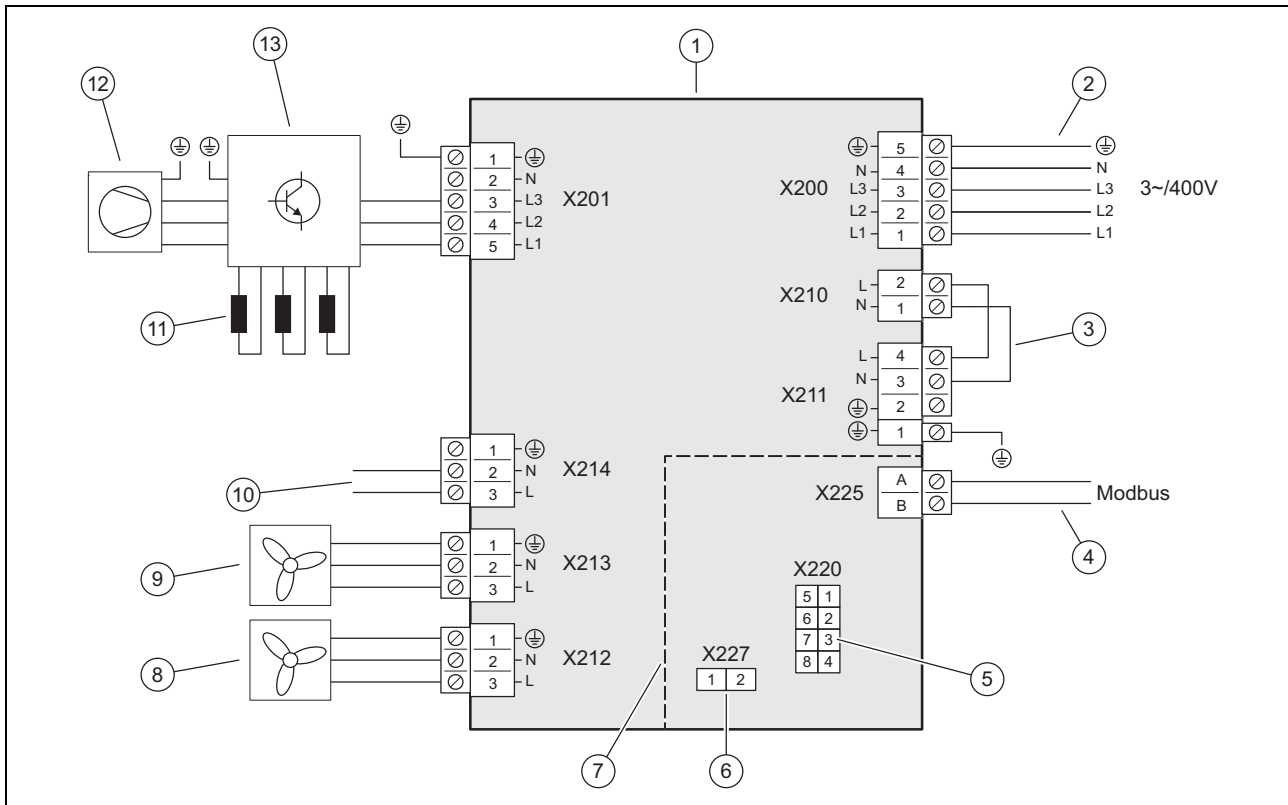 13
1
12
2
1
2 N
3 L3
4 L2
5 L1
X201
X200
5
N 4
L3 3
L2 2
L1 1
N
L3
L2
L1
3~/400V
X210
L 2
N 1
11
3
X211
L 4
N 3
2
1
10
1
2 N
3 L
X214
X225
A
B
Modbus
4
9
1
2 N
3 L
X213
X220
5 1
6 2
7 3
8 4
5
8
1
2 N
3 L
X212
X227
1 2
7
6